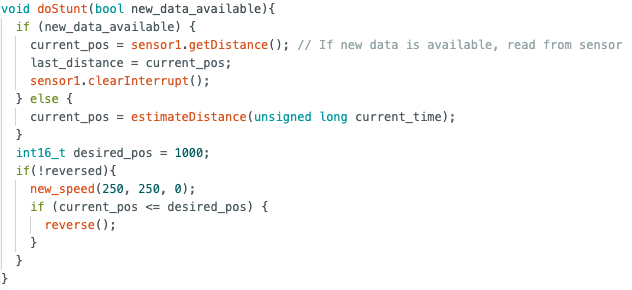 void doStunt(bool new_data_available){
  if (new_data_available) {
    current_pos = sensor1.getDistance(); // If new data is available, read from sensor
    last_distance = current_pos;
    sensor1.clearInterrupt();
  } else {
    current_pos = estimateDistance(unsigned long current_time);
  }
  int16_t desired_pos = 1000;
  if(!reversed){
    new_speed(250, 250, 0);
    if (current_pos <= desired_pos) {
      reverse();
    }
  }
}